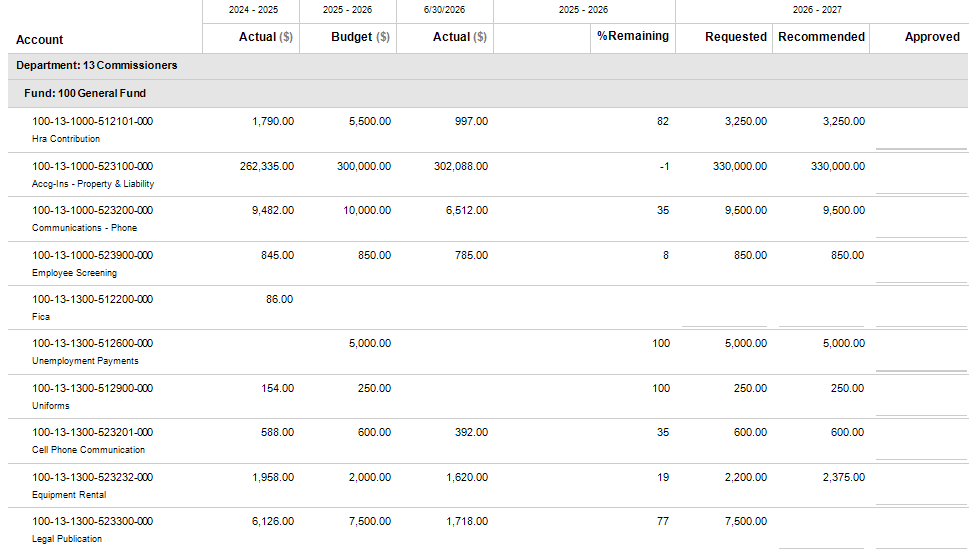 2024 - 2025 2025 - 2026 6/30/2026 2025 - 2026 2026 - 2027
Account Actual ($) Budget ($) Actual ($) %Remaining Requested Recommended Approved
Department: 13 Commissioners
Fund: 100 General Fund
100-13-1000-512101-000 1,790.00 5,500.00 997.00 82 3,250.00 3,250.00
Hra Contribution
100-13-1000-523100-000 262,335.00 300,000.00 302,088.00 -1 330,000.00 330,000.00
Accg-Ins - Property & Liability
100-13-1000-523200-000 9,482.00 10,000.00 6,512.00 35 9,500.00 9,500.00
Communications - Phone
100-13-1000-523900-000 845.00 850.00 785.00 8 850.00 850.00
Employee Screening
100-13-1300-512200-000 86.00
Fica
100-13-1300-512600-000 5,000.00 100 5,000.00 5,000.00
Unemployment Payments
100-13-1300-512900-000 154.00 250.00 100 250.00 250.00
Uniforms
100-13-1300-523201-000 588.00 600.00 392.00 35 600.00 600.00
Cell Phone Communication
100-13-1300-523232-000 1,958.00 2,000.00 1,620.00 19 2,200.00 2,375.00
Equipment Rental
100-13-1300-523300-000 6,126.00 7,500.00 1,718.00 77 7,500.00
Legal Publication